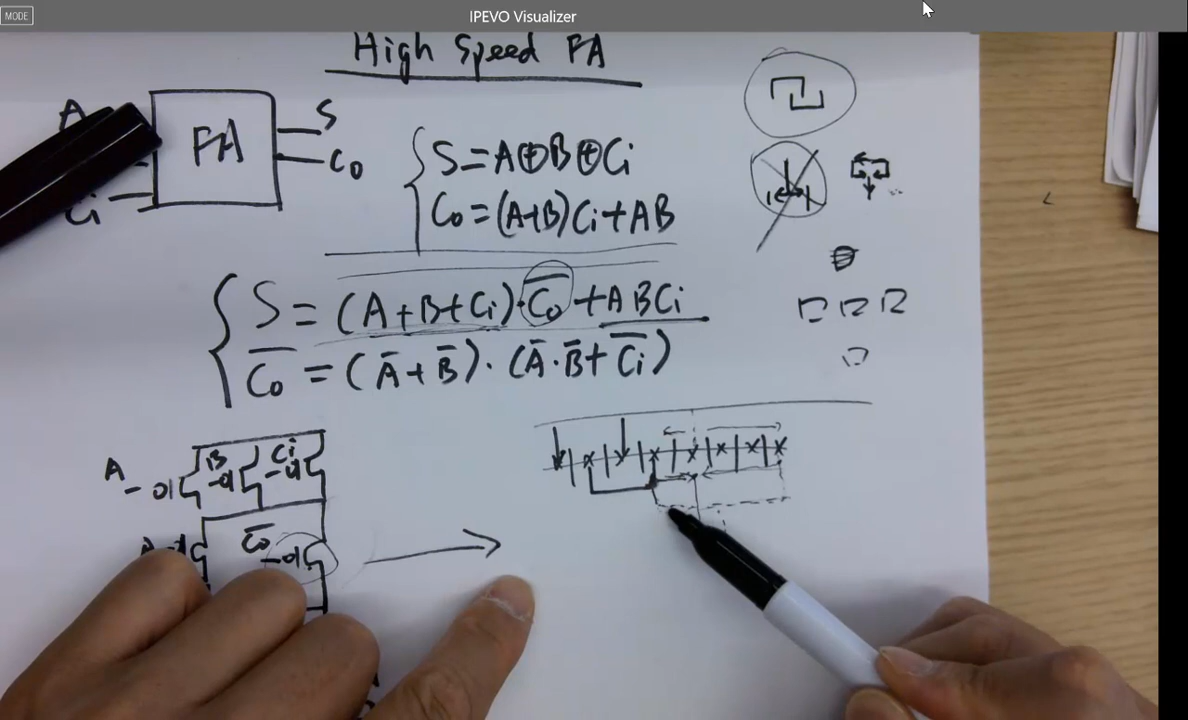 MODE
IPEVO Visualizer
High Speed FA
A
FA
S
Co
Ci
S=A⊕B⊕Ci
Co=(A+B)Ci+AB
S=(A+B+Ci)·C̅o̅+ABCi
C̅o̅=(A̅+B̅)·(A̅·B̅+C̅i̅)
A
B
Ci
C̅o̅